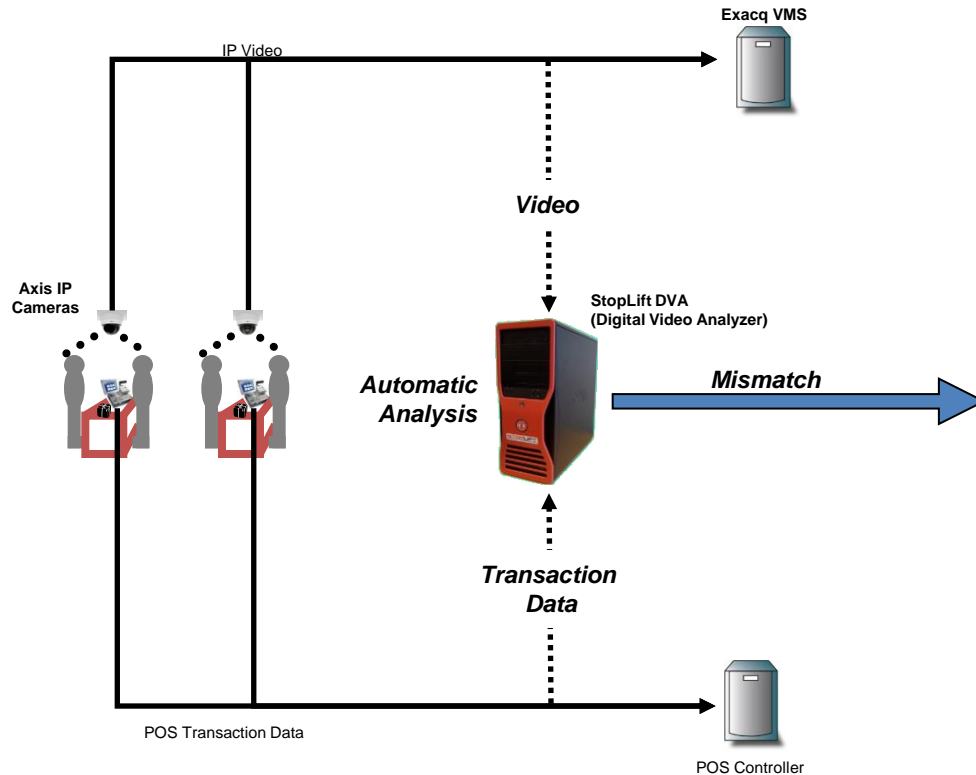 Exacq VMS
IP Video
Video
Axis IP
Cameras
StopLift DVA
(Digital Video Analyzer)
Automatic
Analysis
Mismatch
Transaction
Data
POS Transaction Data
POS Controller